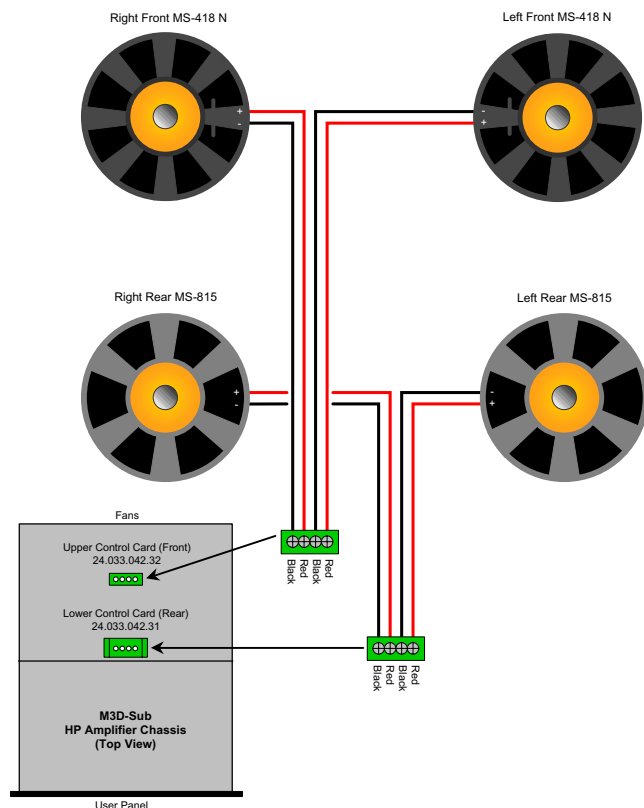 Right Front MS-418 N
Left Front MS-418 N
+
-
-
+
Right Rear MS-815
Left Rear MS-815
+
-
-
+
Fans
Upper Control Card (Front)
24.033.042.32
Black
Red
Black
Red
Lower Control Card (Rear)
24.033.042.31
Black
Red
Black
Red
M3D-Sub
HP Amplifier Chassis
(Top View)
User Panel